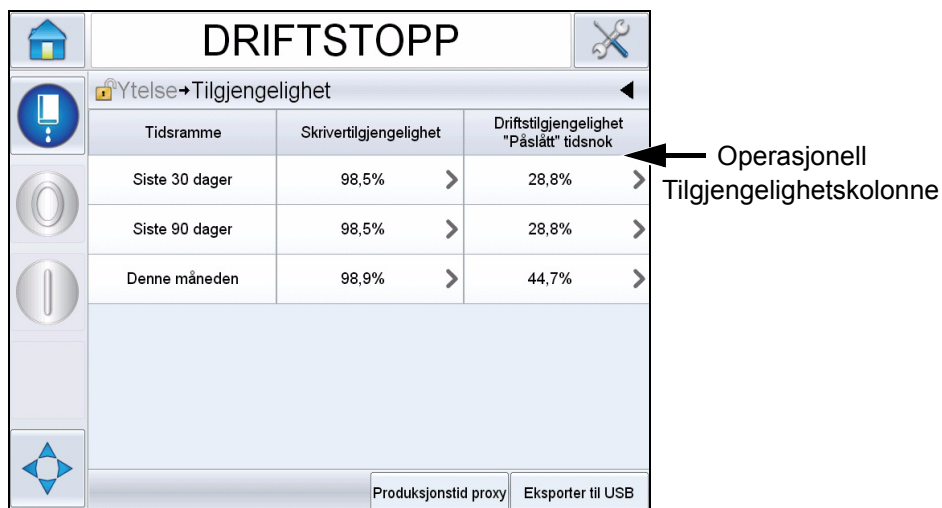 DRIFTSTOPP
Ytelse→Tilgjengelighet
Tidsramme
Skrivertilgjengelighet
Driftstilgjengelighet
"Påslått" tidsnok
Siste 30 dager
98,5%
28,8%
Siste 90 dager
98,5%
28,8%
Denne måneden
98,9%
44,7%
Produksjonstid proxy
Eksporter til USB
Operasjonell
Tilgjengelighetskolonne